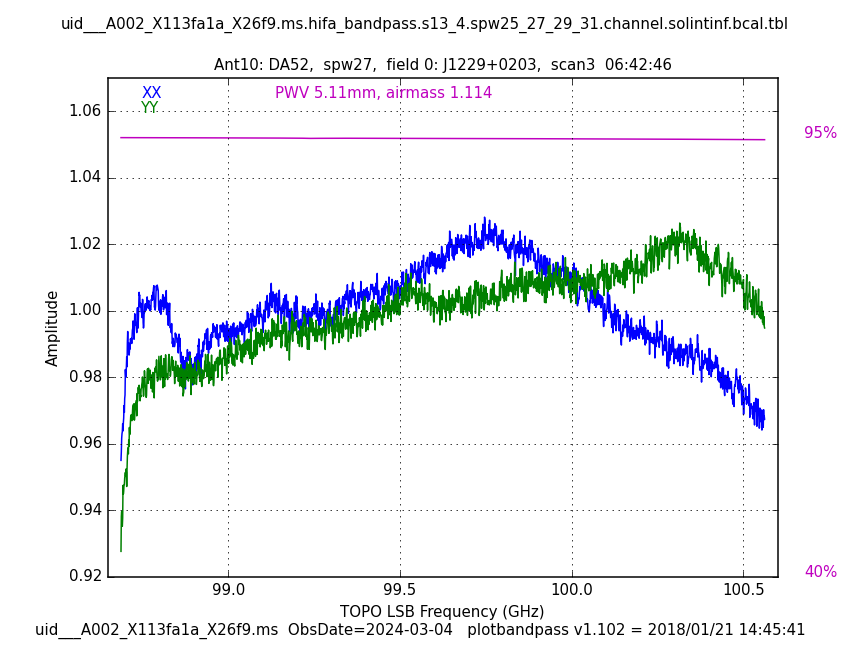 uid___A002_X113fa1a_X26f9.ms.hifa_bandpass.s13_4.spw25_27_29_31.channel.solintinf.bcal.tbl
Ant10: DA52,  spw27,  field 0: J1229+0203,  scan3  06:42:46
XX
PWV 5.11mm, airmass 1.114
YY
1.06
95%
1.04
1.02
1.00
Amplitude
0.98
0.96
0.94
0.92
40%
99.0
99.5
100.0
100.5
TOPO LSB Frequency (GHz)
uid___A002_X113fa1a_X26f9.ms  ObsDate=2024-03-04   plotbandpass v1.102 = 2018/01/21 14:45:41